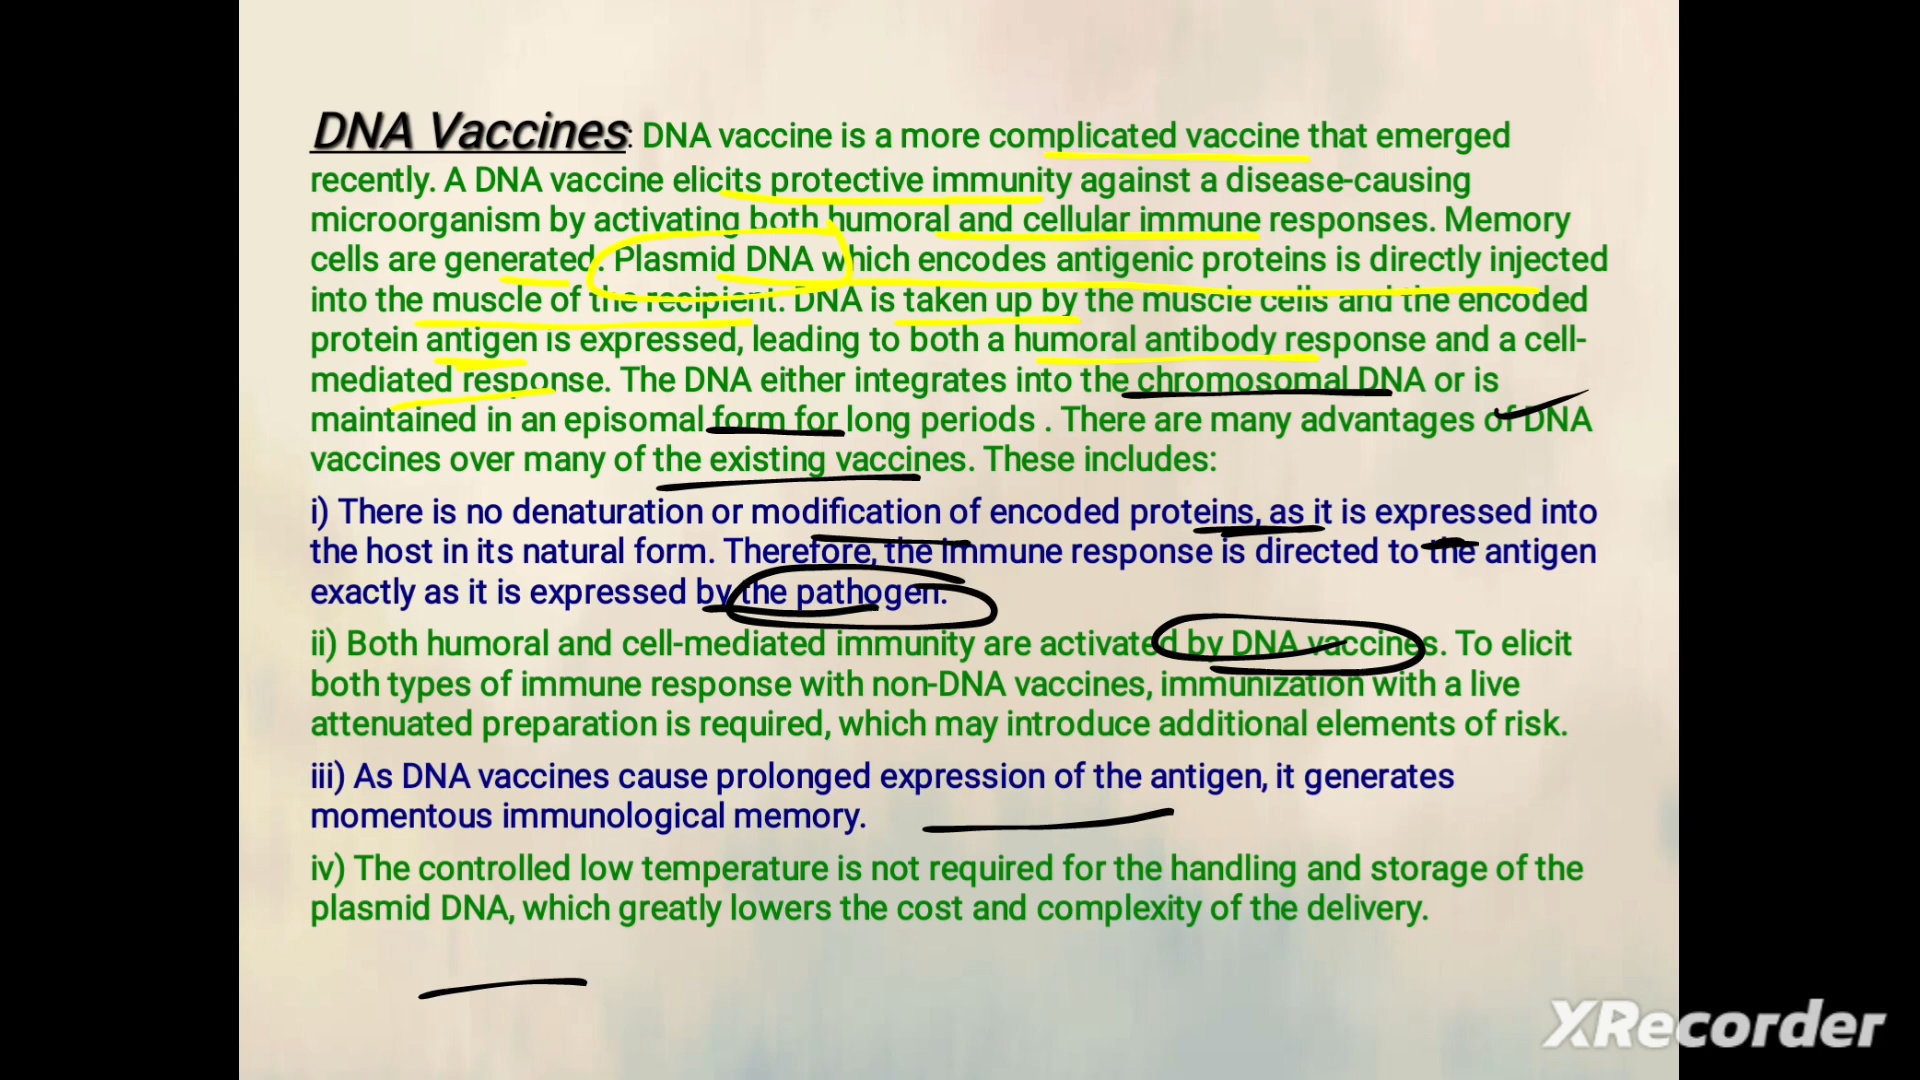 DNA Vaccines: DNA vaccine is a more complicated vaccine that emerged
recently. A DNA vaccine elicits protective immunity against a disease-causing
microorganism by activating both humoral and cellular immune responses. Memory
cells are generated. Plasmid DNA which encodes antigenic proteins is directly injected
into the muscle of the recipient. DNA is taken up by the muscle cells and the encoded
protein antigen is expressed, leading to both a humoral antibody response and a cell-
mediated response. The DNA either integrates into the chromosomal DNA or is
maintained in an episomal form for long periods . There are many advantages of DNA
vaccines over many of the existing vaccines. These includes:
i) There is no denaturation or modification of encoded proteins, as it is expressed into
the host in its natural form. Therefore, the immune response is directed to the antigen
exactly as it is expressed by the pathogen.
ii) Both humoral and cell-mediated immunity are activated by DNA vaccines. To elicit
both types of immune response with non-DNA vaccines, immunization with a live
attenuated preparation is required, which may introduce additional elements of risk.
iii) As DNA vaccines cause prolonged expression of the antigen, it generates
momentous immunological memory.
iv) The controlled low temperature is not required for the handling and storage of the
plasmid DNA, which greatly lowers the cost and complexity of the delivery.
XRecorder